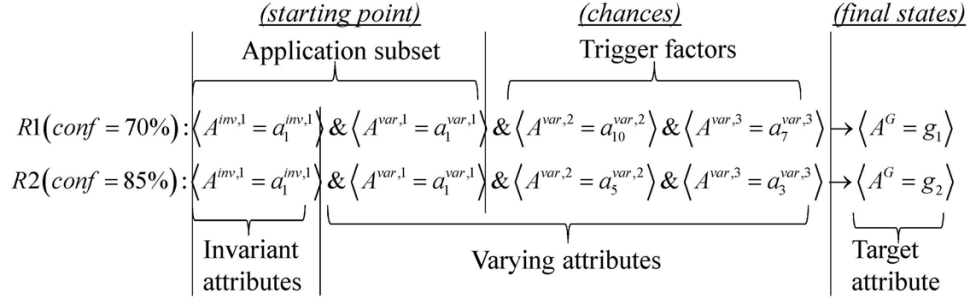 (starting point) (chances) (final states)
Application subset Trigger factors
R1(conf = 70%):⟨A^{inv,1} = a_1^{inv,1}⟩ & ⟨A^{var,1} = a_1^{var,1}⟩ & ⟨A^{var,2} = a_{10}^{var,2}⟩ & ⟨A^{var,3} = a_7^{var,3}⟩ → ⟨A^G = g_1⟩
R2(conf = 85%):⟨A^{inv,1} = a_1^{inv,1}⟩ & ⟨A^{var,1} = a_1^{var,1}⟩ & ⟨A^{var,2} = a_5^{var,2}⟩ & ⟨A^{var,3} = a_3^{var,3}⟩ → ⟨A^G = g_2⟩
Invariant
attributes
Varying attributes
Target
attribute